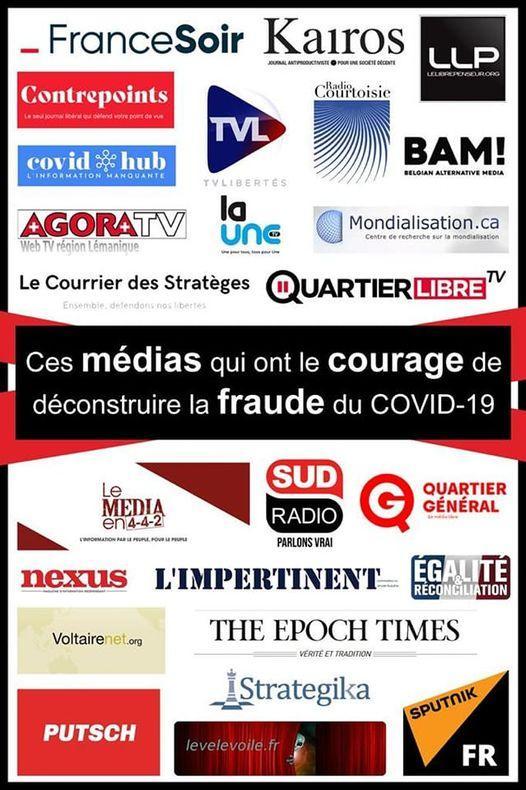 _ FranceSoir
Kairos
JOURNAL ANTIPRODUCTIVISTE POUR UNE SOCIÉTÉ DÉCENTE
LLP
LELIBREPENSEUR.ORG
Contrepoints
Le seul journal libéral qui défend votre point de vue
TVL
TVLIBERTÉS
Radio
Courtoisie
covid hub
L'INFORMATION MANQUANTE
BAM!
BELGIAN ALTERNATIVE MEDIA
AGORATV
Web TV région Lémanique
la
UNE TV
Une pour tous, tous pour Une
Mondialisation.ca
Centre de recherche sur la mondialisation
Le Courrier des Stratèges
Ensemble, défendons nos libertés
QUARTIER LIBRE TV
Ces médias qui ont le courage de
déconstruire la fraude du COVID-19
Le
MEDIA
en 4-4-2
L'INFORMATION PAR LE PEUPLE, POUR LE PEUPLE
SUD
RADIO
PARLONS VRAI
QUARTIER
GÉNÉRAL
nexus
L'IMPERTINENT
ÉGALITÉ
&
RÉCONCILIATION
Voltairenet.org
THE EPOCH TIMES
VÉRITÉ ET TRADITION
Strategika
PUTSCH
levelevoile.fr
SPUTNIK
FR